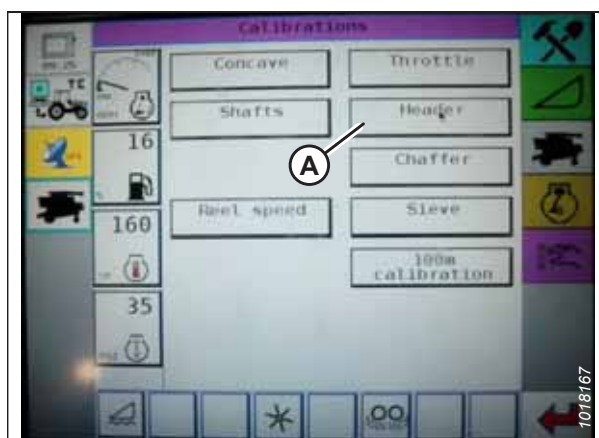 Calibrations
Concave
Throttle
Shafts
Header
A
16
Chaffer
160
Reel speed
Sieve
100m
calibration
35
1018167